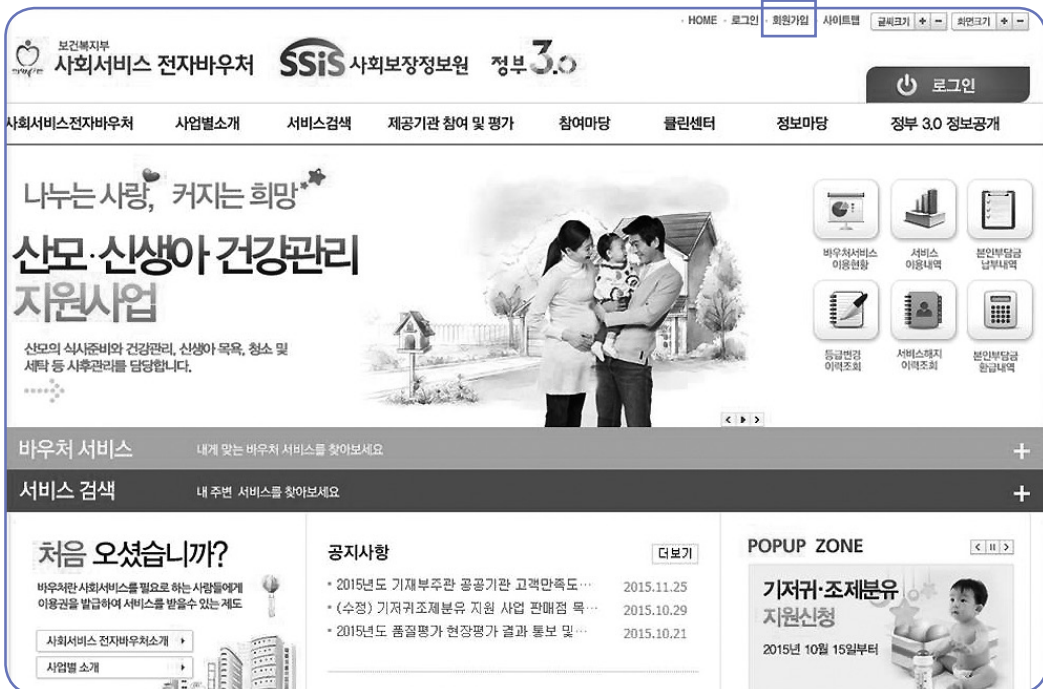 HOME 로그인 회원가입 사이트맵 글씨크기 + - 화면크기 + -
보건복지부
사회서비스 전자바우처 SSiS 사회보장정보원 정부3.0
로그인
사회서비스전자바우처 사업별소개 서비스검색 제공기관 참여 및 평가 참여마당 클린센터 정보마당 정부 3.0 정보공개
나누는 사랑, 커지는 희망
산모·신생아 건강관리
지원사업
산모의 식사준비와 건강관리, 신생아 목욕, 청소 및
세탁 등 사후관리를 담당합니다.
바우처서비스
이용현황
서비스
이용내역
본인부담금
납부내역
등급변경
이력조회
서비스해지
이력조회
본인부담금
환급내역
바우처 서비스 내게 맞는 바우처 서비스를 찾아보세요 +
서비스 검색 내 주변 서비스를 찾아보세요 +
처음 오셨습니까?
바우처란 사회서비스를 필요로 하는 사람들에게
이용권을 발급하여 서비스를 받을수 있는 제도
사회서비스 전자바우처소개
사업별 소개
공지사항 더보기
2015년도 기재부주관 공공기관 고객만족도… 2015.11.25
(수정) 기저귀조제분유 지원 사업 판매점 목… 2015.10.29
2015년도 품질평가 현장평가 결과 통보 및… 2015.10.21
POPUP ZONE
기저귀·조제분유
지원신청
2015년 10월 15일부터